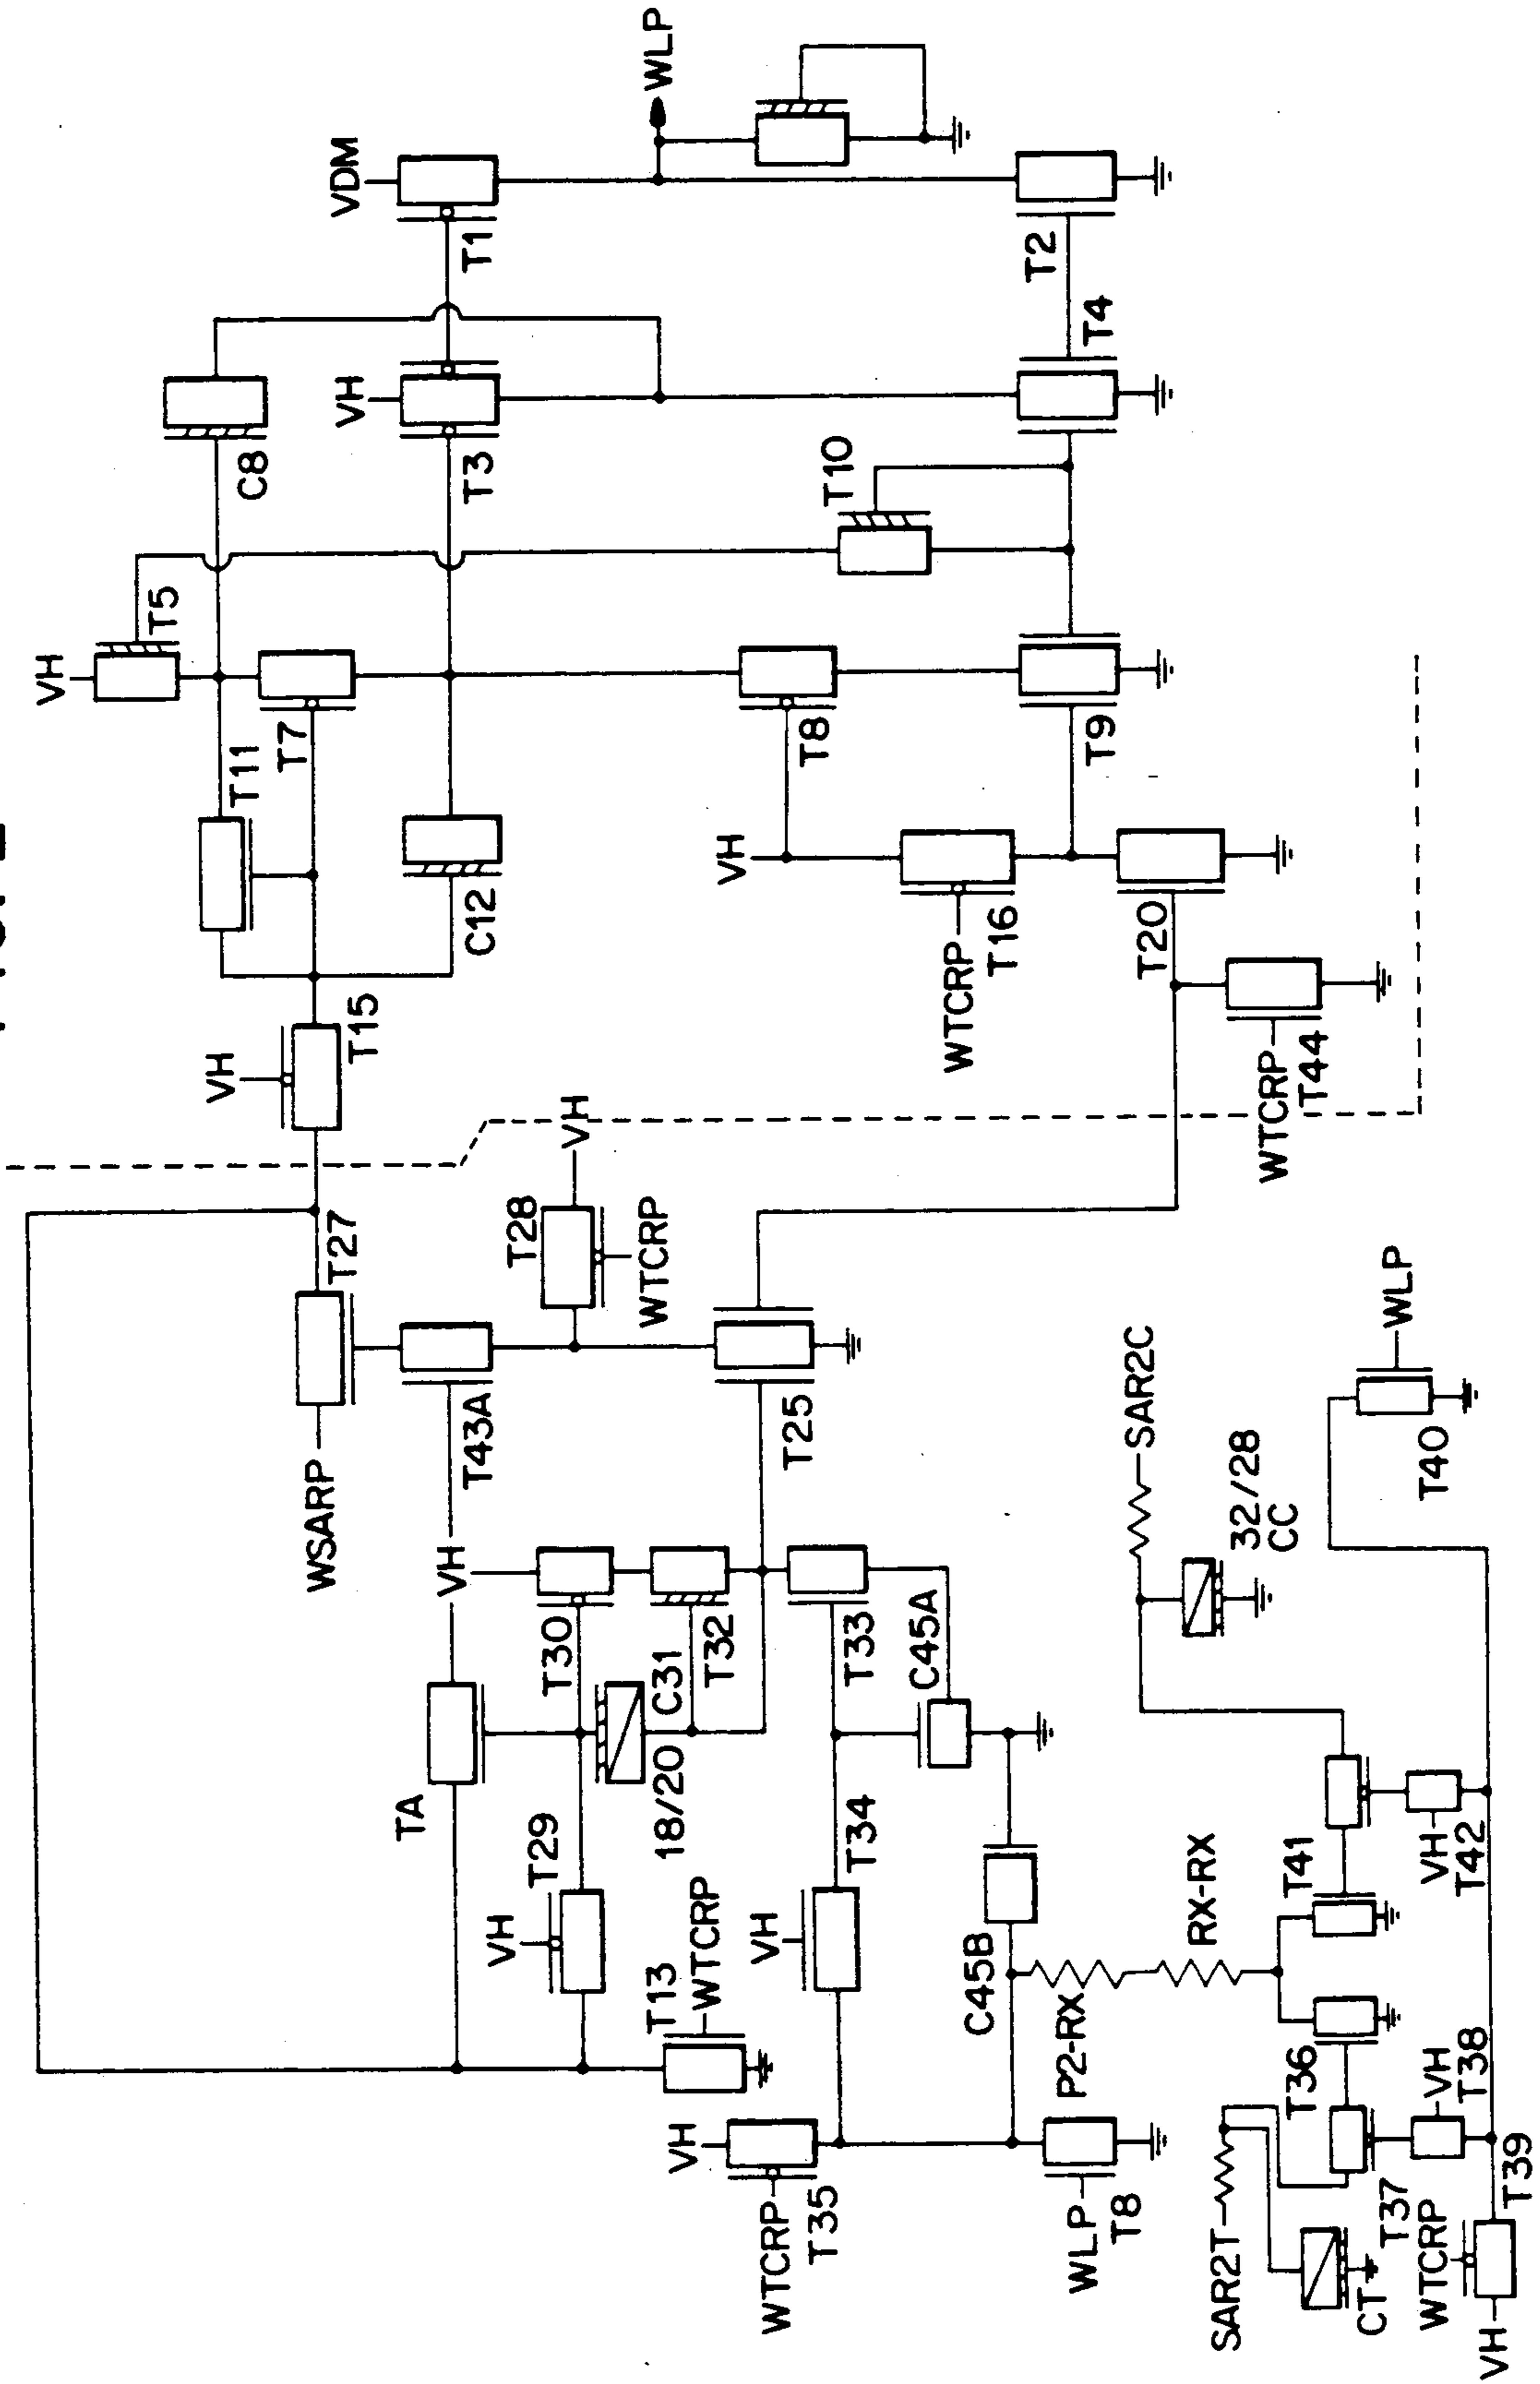 WLP
VDM
T1
T2
VH
T3
T4
C8
T10
VH
T5
T7
T11
C12
T8
T9
VH
WTCRP
T16
T20
WTCRP
T44
VH
T15
T27
WSARP
T28
VH
WTCRP
T43A
T25
VH
T30
C31
T32
18/20
T33
C45A
TA
T29
VH
T34
VH
T13
WTCRP
C45B
P2-RX
RX-RX
VH
WTCRP
T35
WLP
T8
SAR2C
32/28
CC
WLP
T40
T41
VH
T42
T36
VH
T38
SAR2T
CT
T37
WTCRP
T39
VH